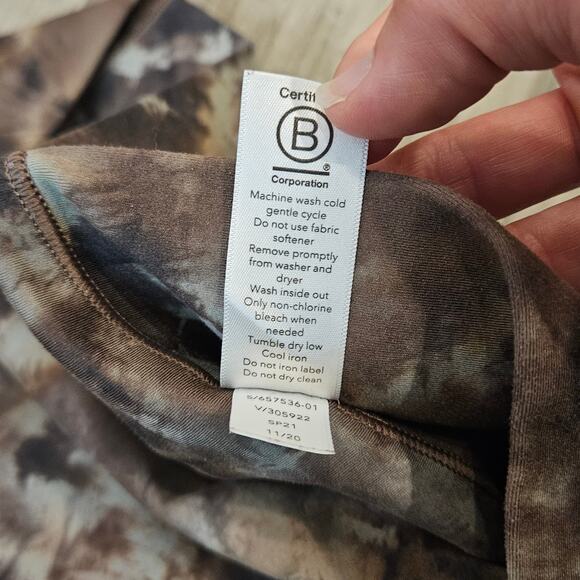 Certi
B
®
Corporation
Machine wash cold
gentle cycle
Do not use fabric
softener
Remove promptly
from washer and
dryer
Wash inside out
Only non-chlorine
bleach when
needed
Tumble dry low
Cool iron
Do not iron label
Do not dry clean
S/657536-01
V/305922
SP21
11/20